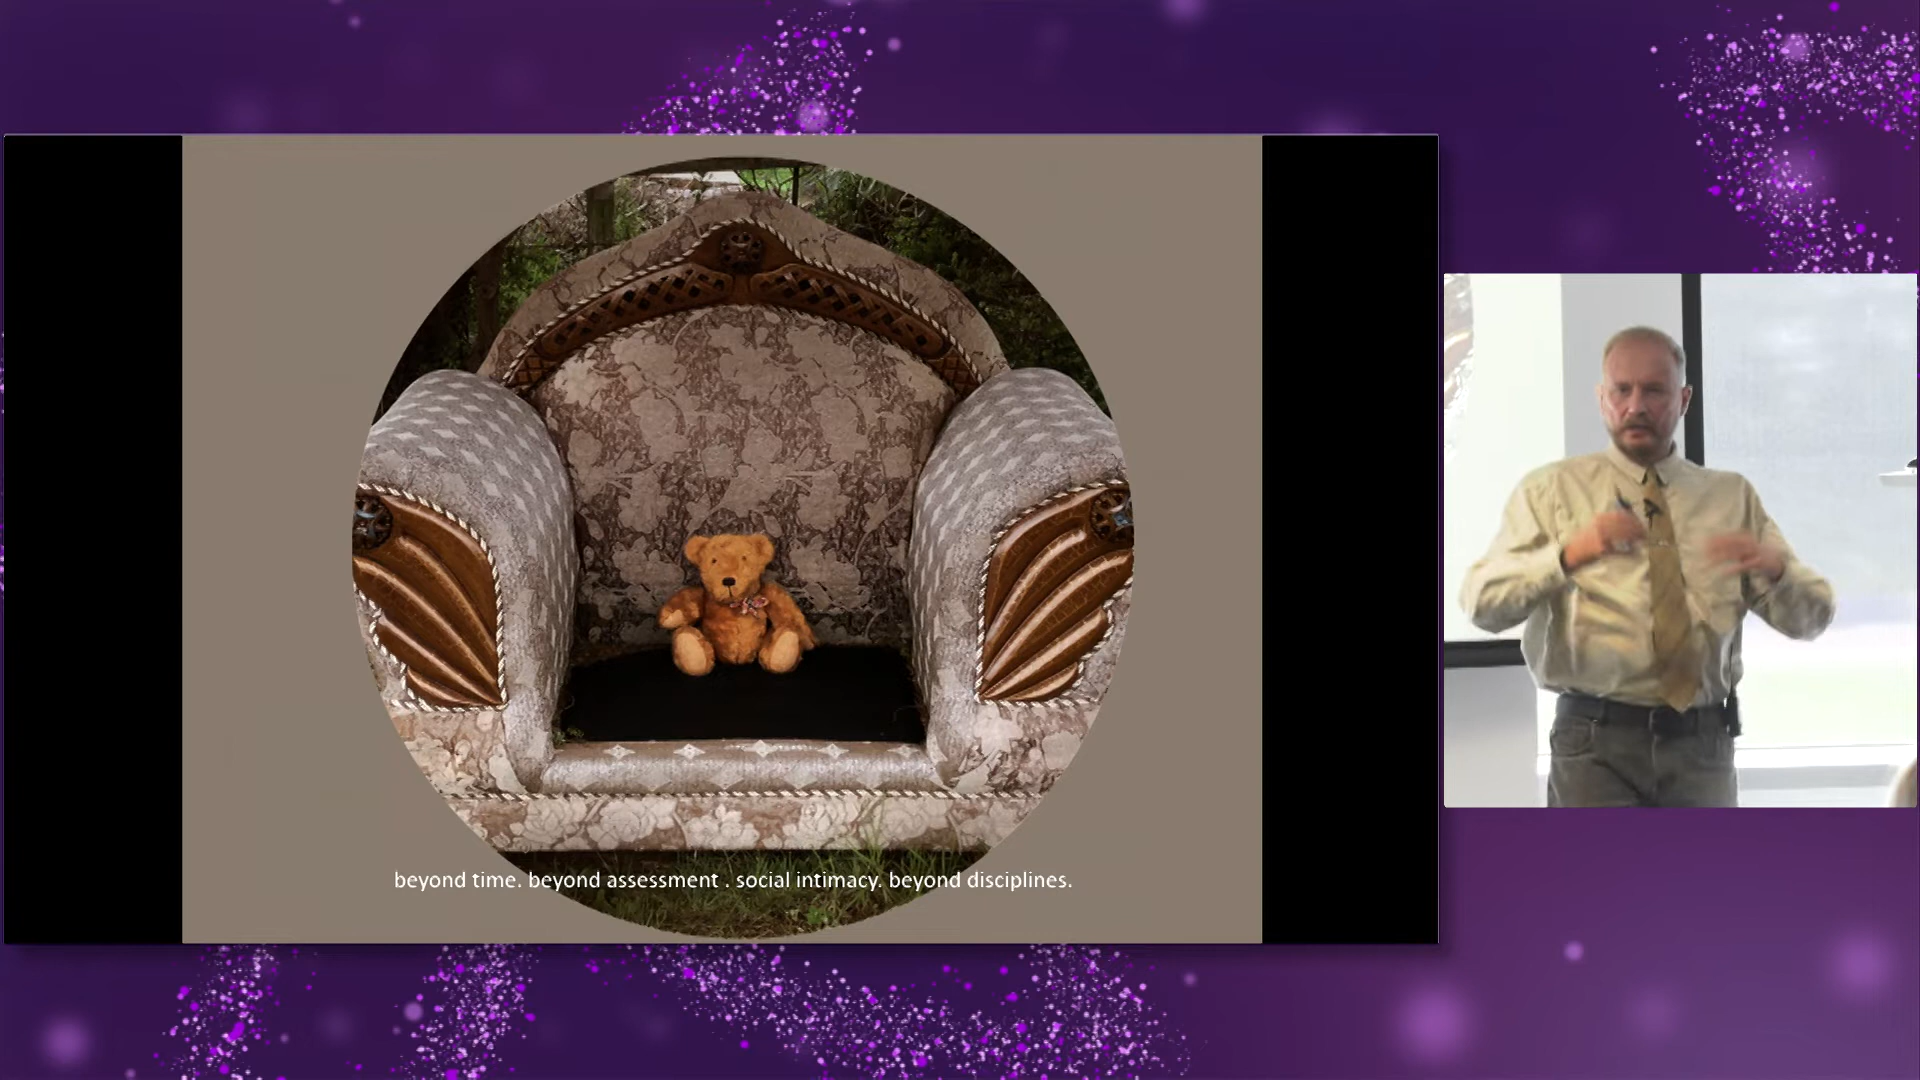 beyond time. beyond assessment . social intimacy. beyond disciplines.